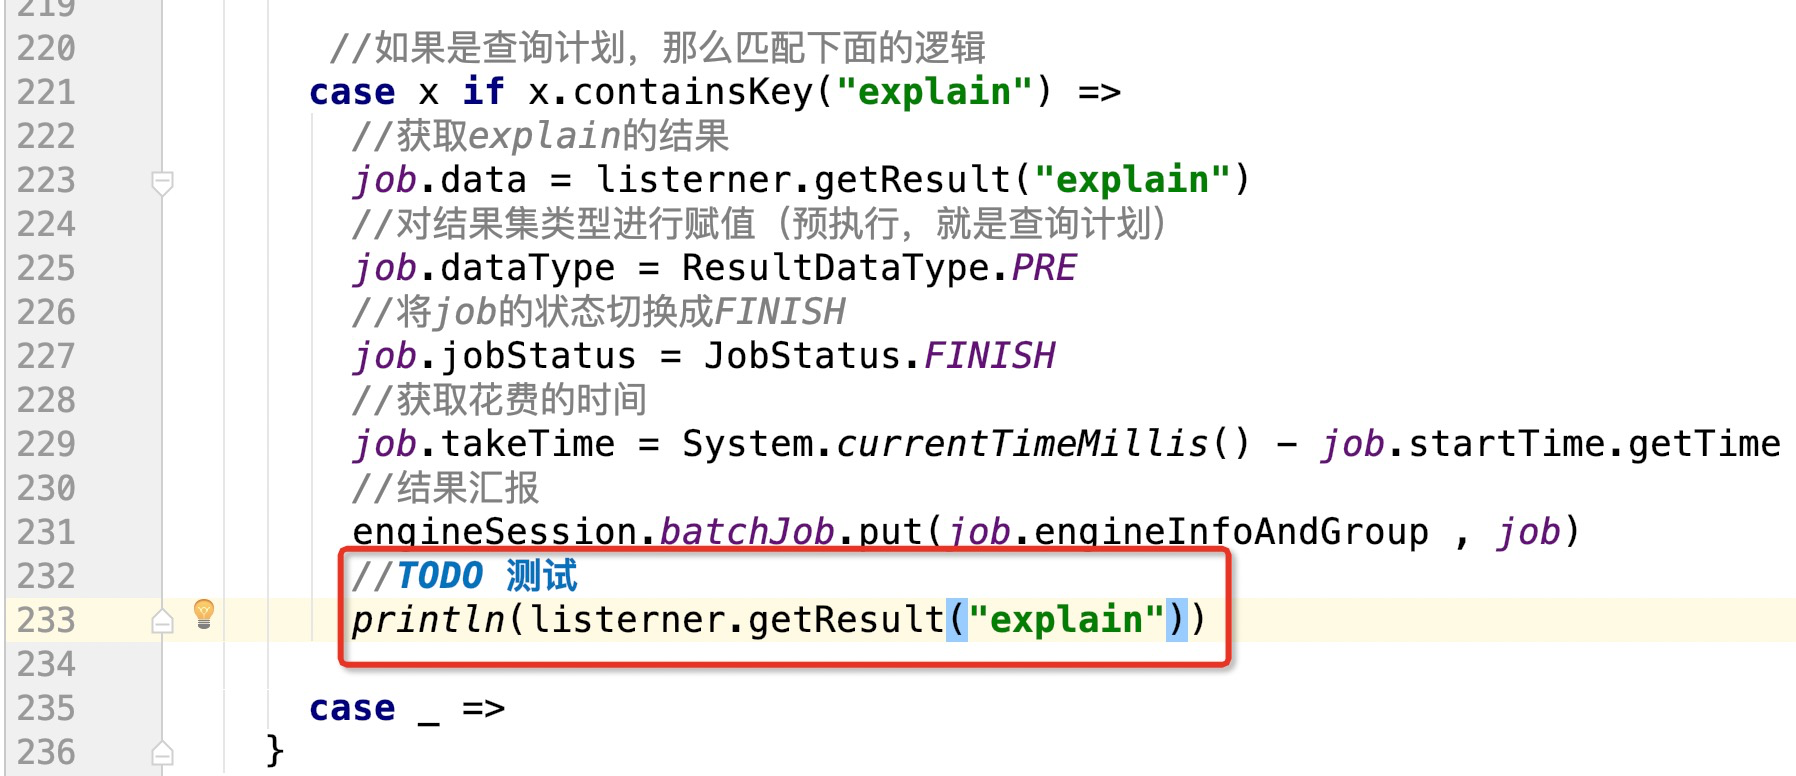 219
220 //如果是查询计划，那么匹配下面的逻辑
221 case x if x.containsKey("explain") =>
222 //获取explain的结果
223 job.data = listerner.getResult("explain")
224 //对结果集类型进行赋值（预执行，就是查询计划）
225 job.dataType = ResultDataType.PRE
226 //将job的状态切换成FINISH
227 job.jobStatus = JobStatus.FINISH
228 //获取花费的时间
229 job.takeTime = System.currentTimeMillis() - job.startTime.getTime
230 //结果汇报
231 engineSession.batchJob.put(job.engineInfoAndGroup , job)
232 //TODO 测试
233 println(listerner.getResult("explain"))
234
235 case _ =>
236 }